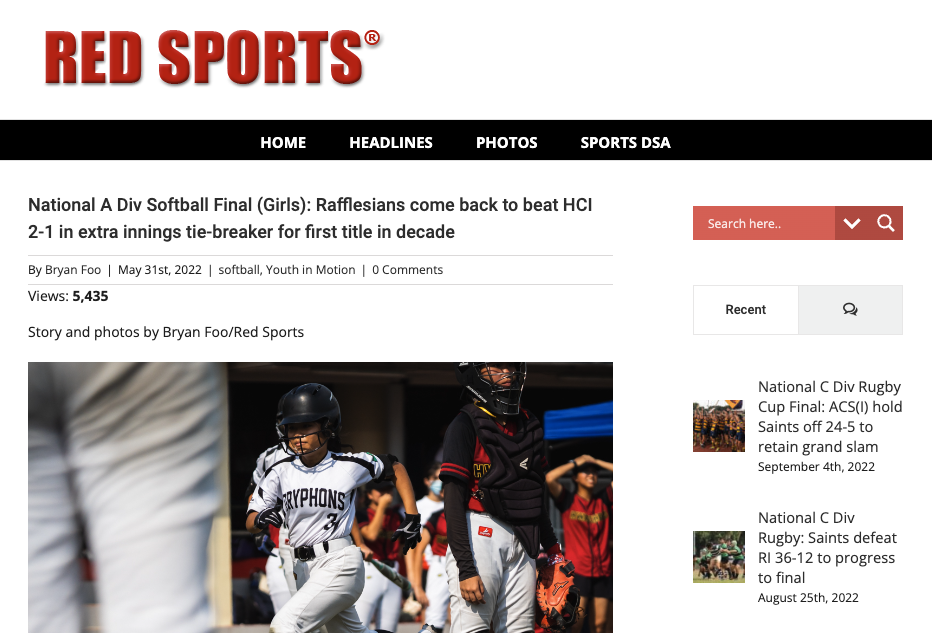 RED SPORTS®
HOME HEADLINES PHOTOS SPORTS DSA
National A Div Softball Final (Girls): Rafflesians come back to beat HCI
2-1 in extra innings tie-breaker for first title in decade
By Bryan Foo | May 31st, 2022 | softball, Youth in Motion | 0 Comments
Views: 5,435
Story and photos by Bryan Foo/Red Sports
GRYPHONS
3
Search here..
Recent
National C Div Rugby
Cup Final: ACS(I) hold
Saints off 24-5 to
retain grand slam
September 4th, 2022
National C Div
Rugby: Saints defeat
RI 36-12 to progress
to final
August 25th, 2022